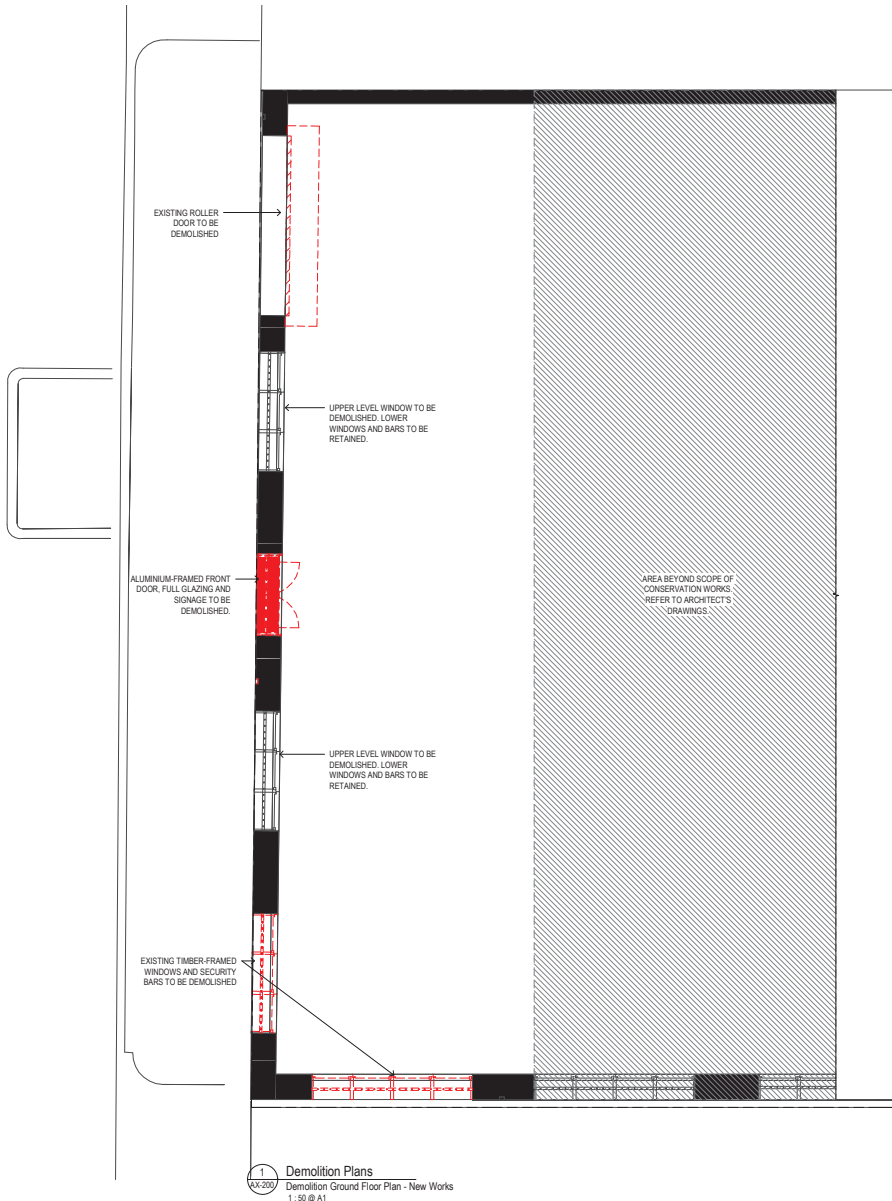 EXISTING ROLLER
DOOR TO BE
DEMOLISHED
UPPER LEVEL WINDOW TO BE
DEMOLISHED. LOWER
WINDOWS AND BARS TO BE
RETAINED.
ALUMINIUM-FRAMED FRONT
DOOR, FULL GLAZING AND
SIGNAGE TO BE
DEMOLISHED.
AREA BEYOND SCOPE OF
CONSERVATION WORKS.
REFER TO ARCHITECT'S
DRAWINGS.
UPPER LEVEL WINDOW TO BE
DEMOLISHED. LOWER
WINDOWS AND BARS TO BE
RETAINED.
EXISTING TIMBER-FRAMED
WINDOWS AND SECURITY
BARS TO BE DEMOLISHED
1
AX-200
Demolition Plans
Demolition Ground Floor Plan - New Works
1 : 50 @ A1